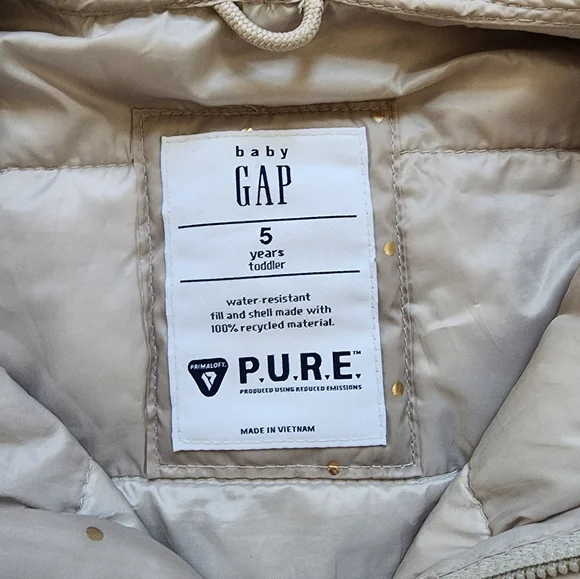 baby
GAP
5
years
toddler
water-resistant
fill and shell made with
100% recycled material.
PRIMALOFT. P.U.R.E.™
PRODUCED USING REDUCED EMISSIONS
MADE IN VIETNAM